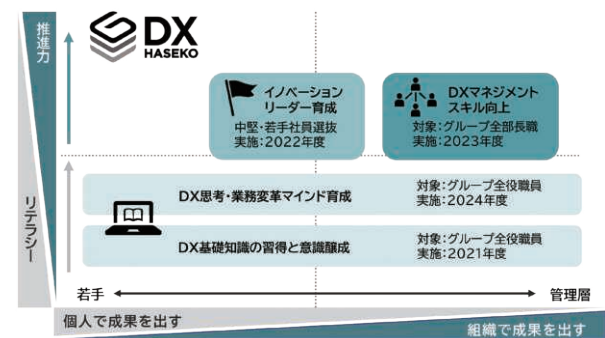 推進力
DX
HASEKO
イノベーション
リーダー育成
中堅・若手社員選抜
実施:2022年度
DXマネジメント
スキル向上
対象:グループ全部長職
実施:2023年度
リテラシー
DX思考・業務変革マインド育成
対象:グループ全役職員
実施:2024年度
DX基礎知識の習得と意識醸成
対象:グループ全役職員
実施:2021年度
若手
管理層
個人で成果を出す
組織で成果を出す